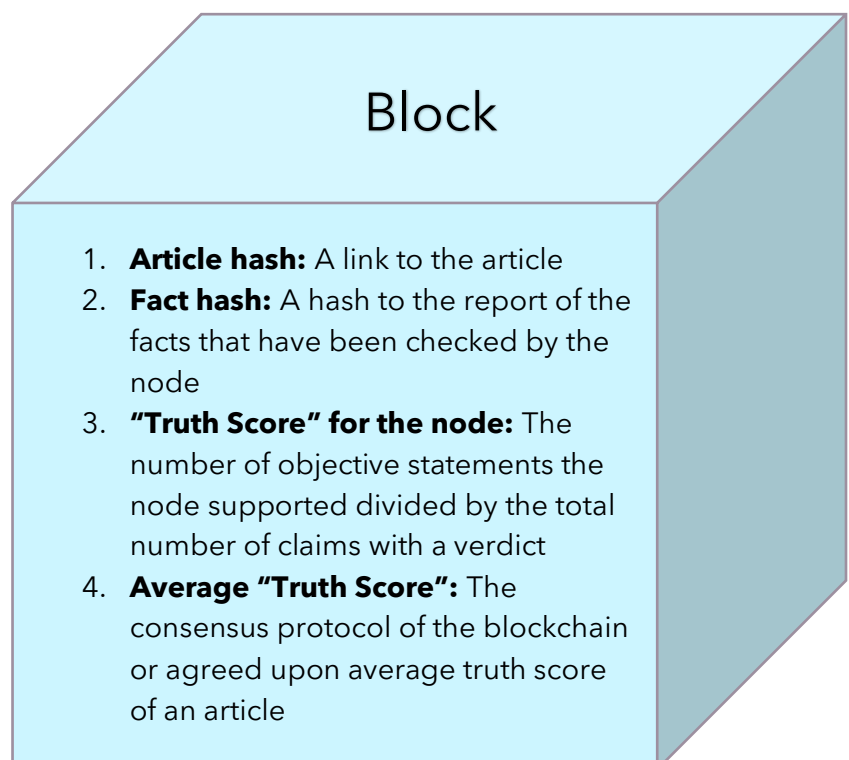 Block
1. Article hash: A link to the article
2. Fact hash: A hash to the report of the
facts that have been checked by the
node
3. “Truth Score” for the node: The
number of objective statements the
node supported divided by the total
number of claims with a verdict
4. Average “Truth Score”: The
consensus protocol of the blockchain
or agreed upon average truth score
of an article